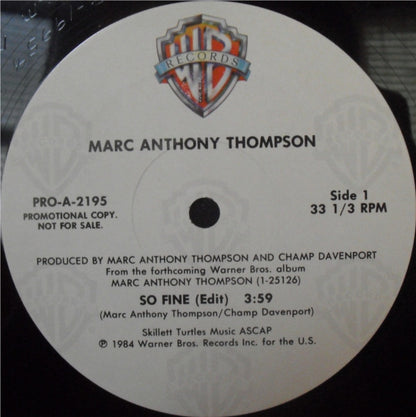 WB
RECORDS
MARC ANTHONY THOMPSON
PRO-A-2195
PROMOTIONAL COPY.
NOT FOR SALE.
Side 1
33 1/3 RPM
PRODUCED BY MARC ANTHONY THOMPSON AND CHAMP DAVENPORT
From the forthcoming Warner Bros. album
MARC ANTHONY THOMPSON (1-25126)
SO FINE (Edit) 3:59
(Marc Anthony Thompson/Champ Davenport)
Skillett Turtles Music ASCAP
℗ 1984 Warner Bros. Records Inc. for the U.S.